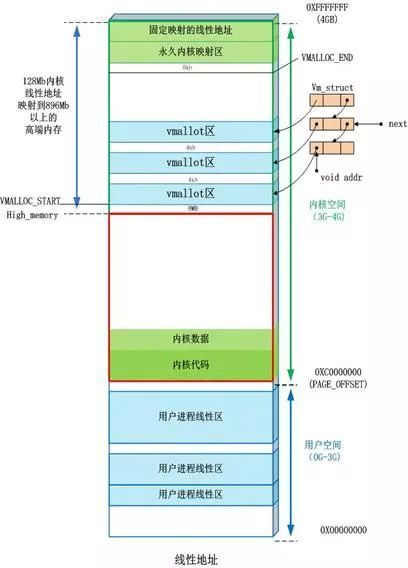 0XFFFFFFF
(4GB)
固定映射的线性地址
永久内核映射区
VMALLOC_END
8kb
128Mb内核
线性地址
映射到896Mb
以上的
高端内存
Vm_struct
vmallot区
next
4kb
vmallot区
4kb
void addr
vmallot区
VMALLOC_START
8MB
High_memory
内核空间
(3G-4G)
内核数据
内核代码
0XC0000000
(PAGE_OFFSET)
用户进程线性区
用户空间
(0G-3G)
用户进程线性区
用户进程线性区
0X00000000
线性地址